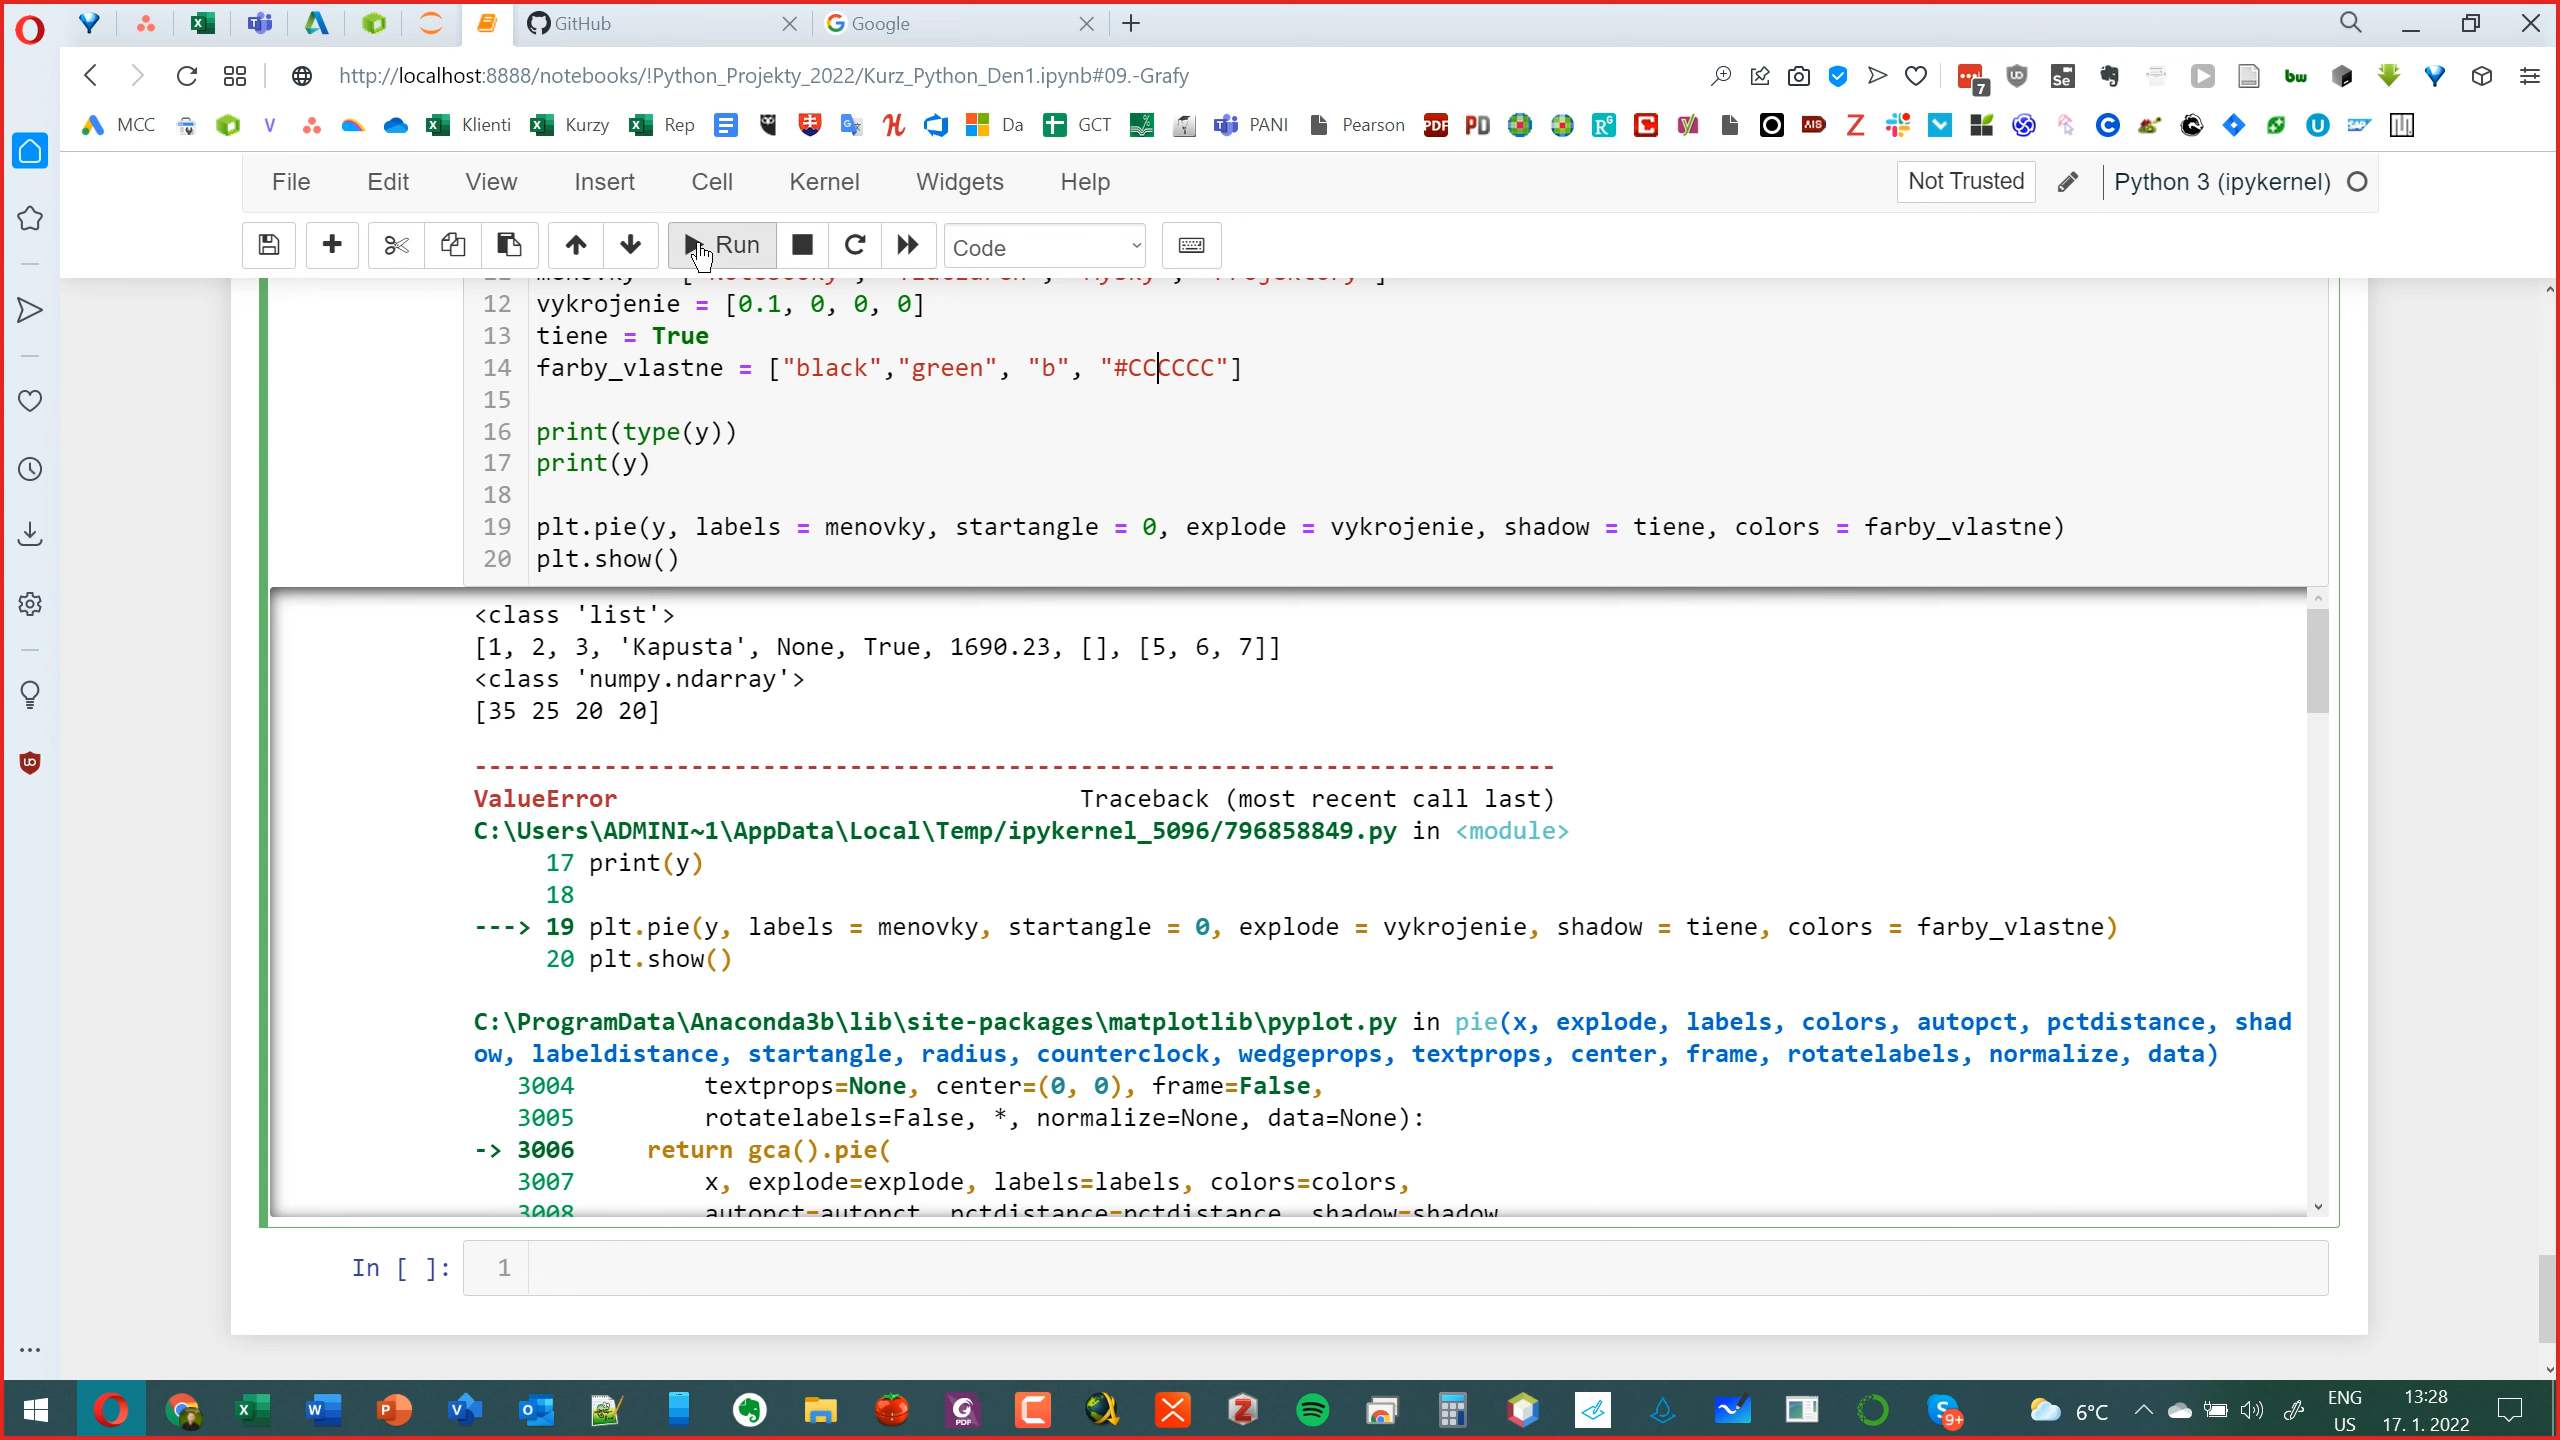 GitHub
Google
http://localhost:8888/notebooks/!Python_Projekty_2022/Kurz_Python_Den1.ipynb#09.-Grafy
7
MCC
Klienti
Kurzy
Rep
Da
GCT
PANI
Pearson
File Edit View Insert Cell Kernel Widgets Help
Not Trusted
Python 3 (ipykernel)
Run
Code
12 vykrojenie = [0.1, 0, 0, 0]
13 tiene = True
14 farby_vlastne = ["black","green", "b", "#CCCCCC"]
15
16 print(type(y))
17 print(y)
18
19 plt.pie(y, labels = menovky, startangle = 0, explode = vykrojenie, shadow = tiene, colors = farby_vlastne)
20 plt.show()
<class 'list'>
[1, 2, 3, 'Kapusta', None, True, 1690.23, [], [5, 6, 7]]
<class 'numpy.ndarray'>
[35 25 20 20]
---------------------------------------------------------------------------
ValueError Traceback (most recent call last)
C:\Users\ADMINI~1\AppData\Local\Temp/ipykernel_5096/796858849.py in <module>
17 print(y)
18
---> 19 plt.pie(y, labels = menovky, startangle = 0, explode = vykrojenie, shadow = tiene, colors = farby_vlastne)
20 plt.show()
C:\ProgramData\Anaconda3b\lib\site-packages\matplotlib\pyplot.py in pie(x, explode, labels, colors, autopct, pctdistance, shad
ow, labeldistance, startangle, radius, counterclock, wedgeprops, textprops, center, frame, rotatelabels, normalize, data)
3004 textprops=None, center=(0, 0), frame=False,
3005 rotatelabels=False, *, normalize=None, data=None):
-> 3006 return gca().pie(
3007 x, explode=explode, labels=labels, colors=colors,
3008 autopct=autopct, pctdistance=pctdistance, shadow=shadow
In [ ]: 1
6°C
ENG
US
13:28
17. 1. 2022